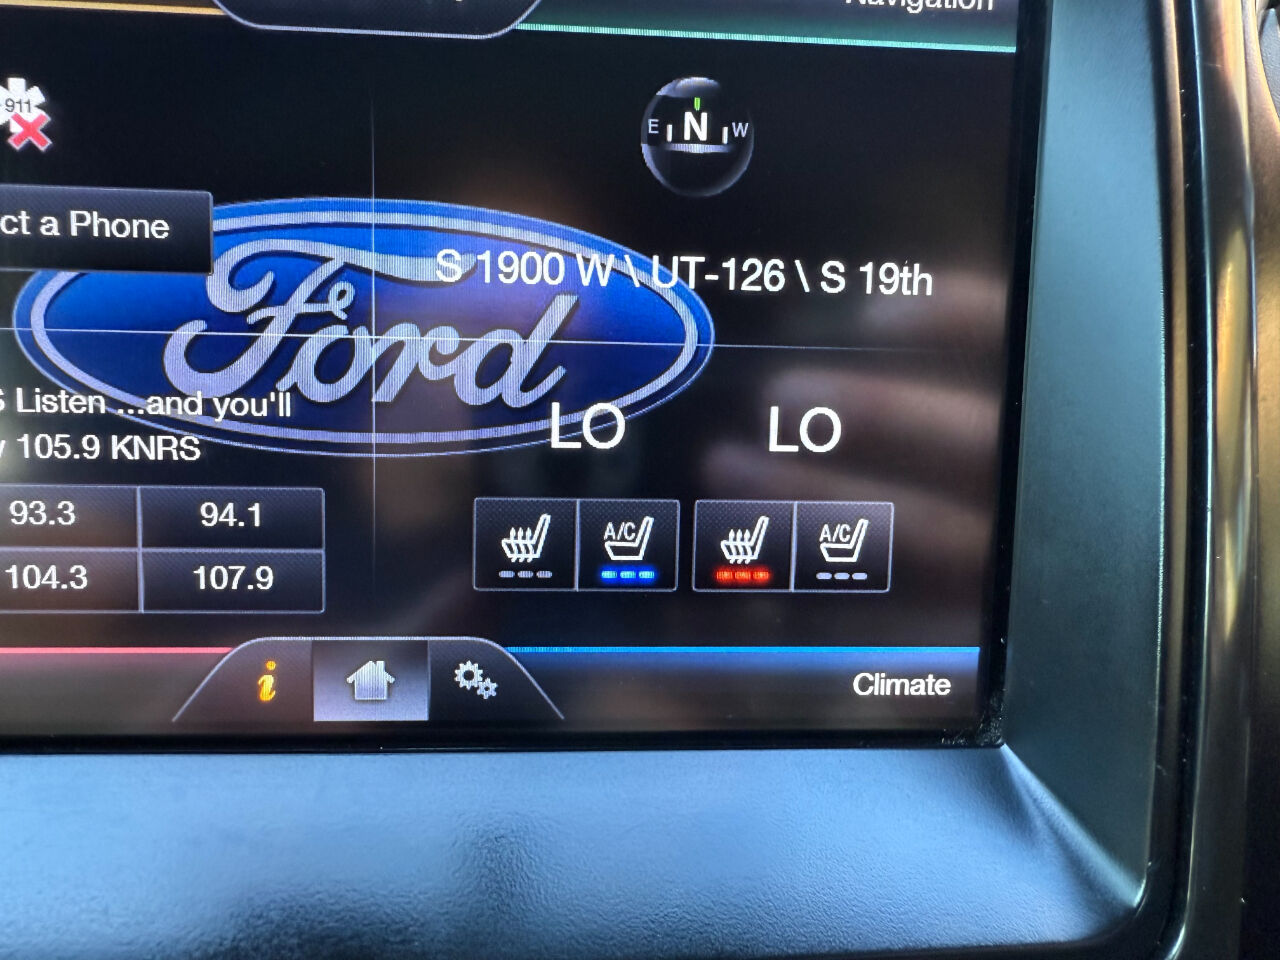 Navigation
911
E N W
ct a Phone
S 1900 W \ UT-126 \ S 19th
Ford
S Listen ...and you'll
y 105.9 KNRS
LO LO
93.3 94.1
A/C A/C
104.3 107.9
i
Climate